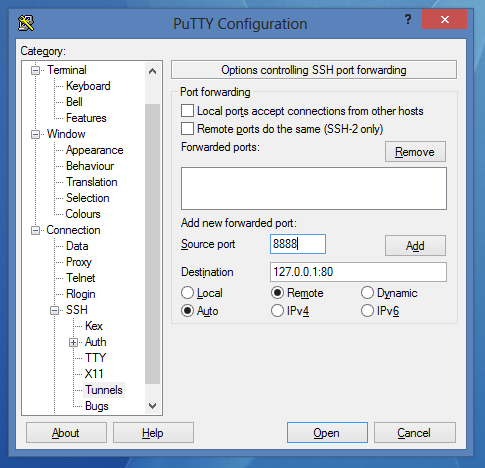 PuTTY Configuration
?
Category:
Terminal
Keyboard
Bell
Features
Window
Appearance
Behaviour
Translation
Selection
Colours
Connection
Data
Proxy
Telnet
Rlogin
SSH
Kex
Auth
TTY
X11
Tunnels
Bugs
Options controlling SSH port forwarding
Port forwarding
Local ports accept connections from other hosts
Remote ports do the same (SSH-2 only)
Forwarded ports:
Remove
Add new forwarded port:
Source port 8888 Add
Destination 127.0.0.1:80
Local Remote Dynamic
Auto IPv4 IPv6
About Help Open Cancel